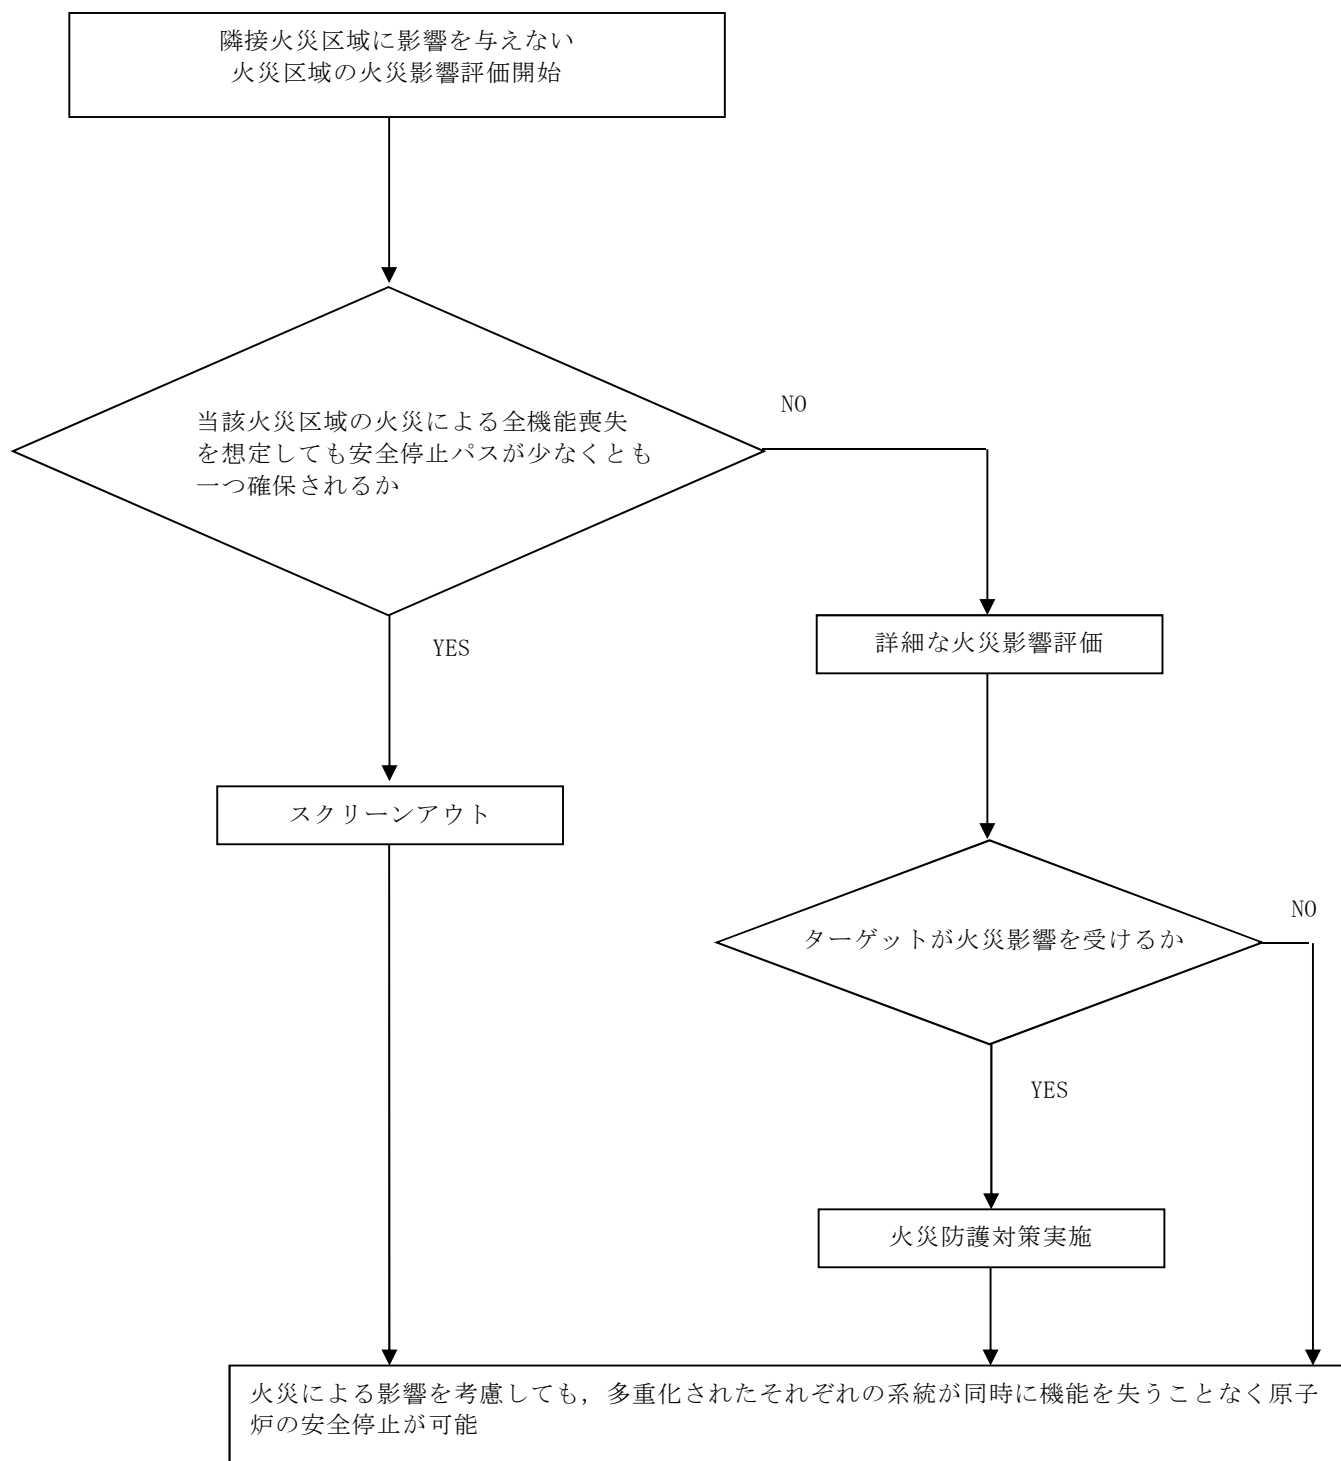 隣接火災区域に影響を与えない
火災区域の火災影響評価開始
NO
当該火災区域の火災による全機能喪失
を想定しても安全停止パスが少なくとも
一つ確保されるか
YES
詳細な火災影響評価
スクリーンアウト
NO
ターゲットが火災影響を受けるか
YES
火災防護対策実施
火災による影響を考慮しても，多重化されたそれぞれの系統が同時に機能を失うことなく原子
炉の安全停止が可能